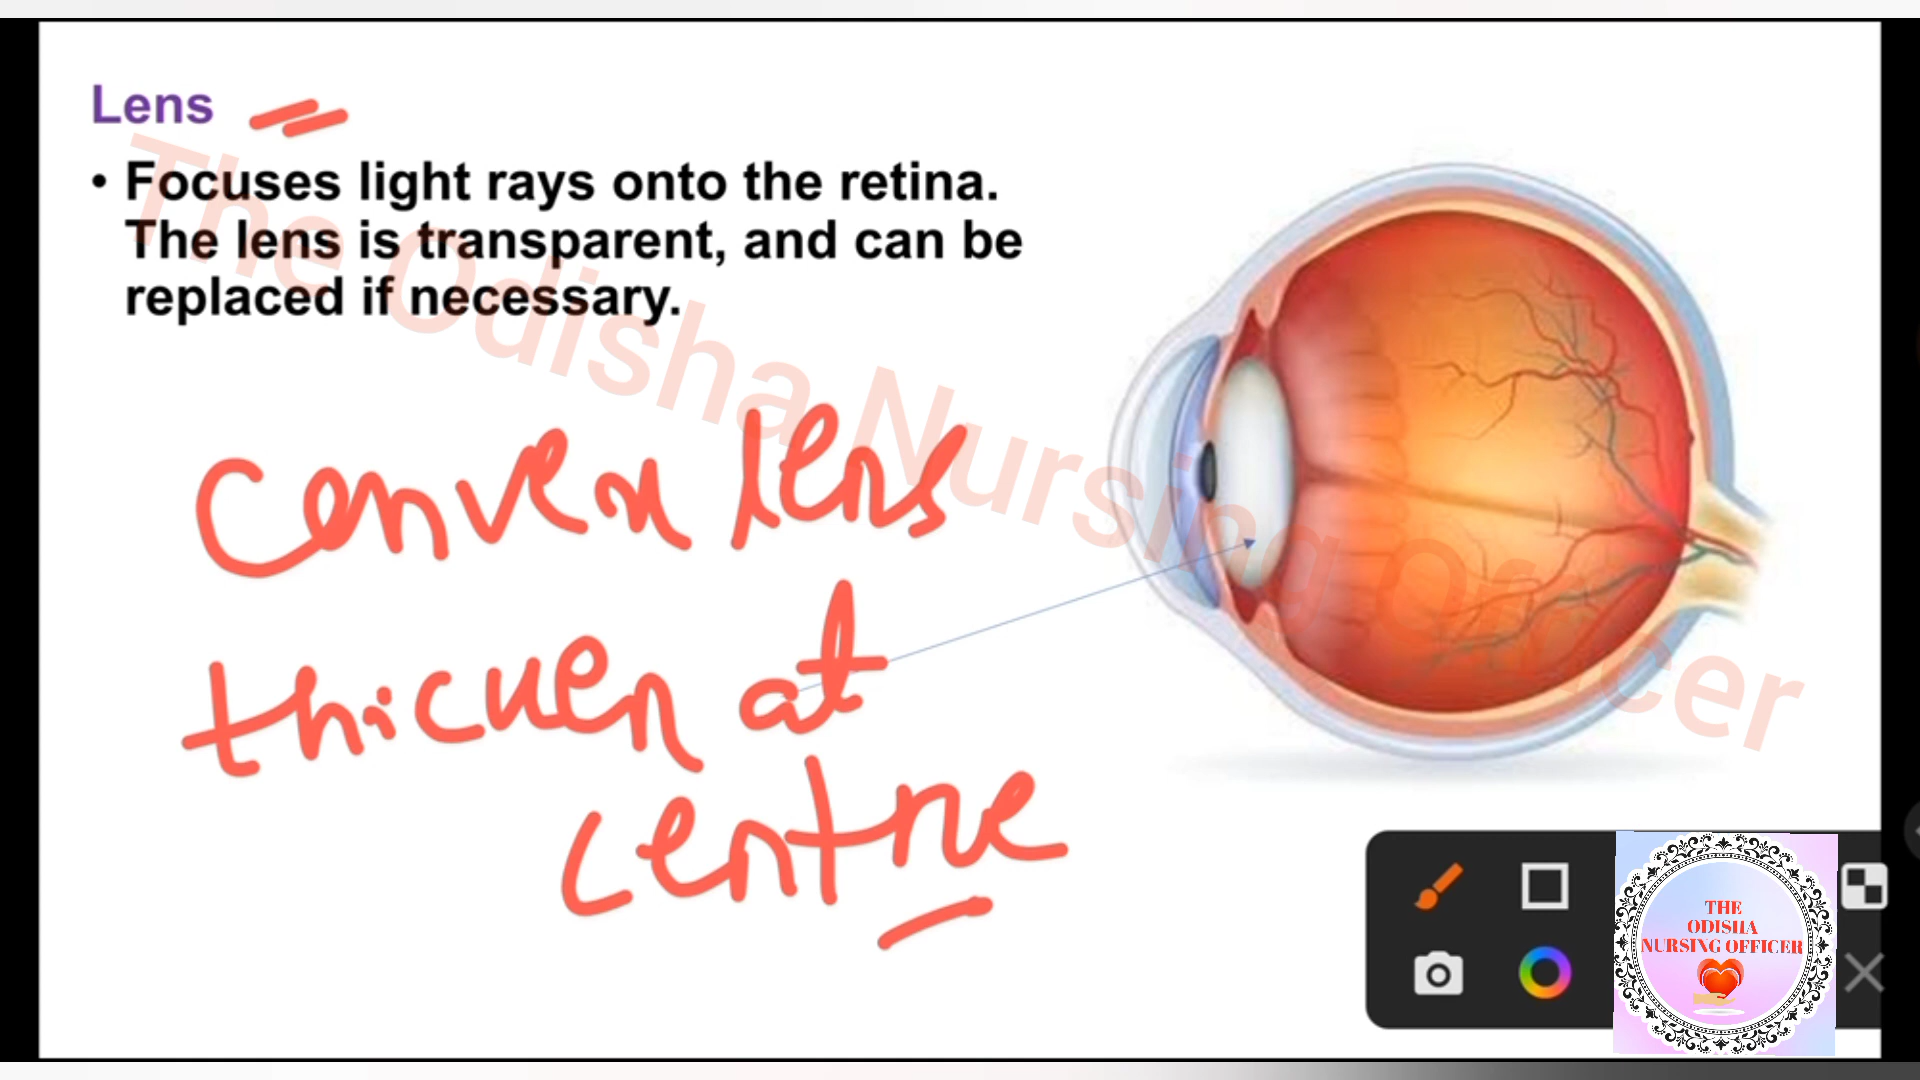 Lens
• Focuses light rays onto the retina.
The lens is transparent, and can be
replaced if necessary.
convex lens
thicker at
centre
The Odisha Nursing Officer
THE
ODISHA
NURSING OFFICER